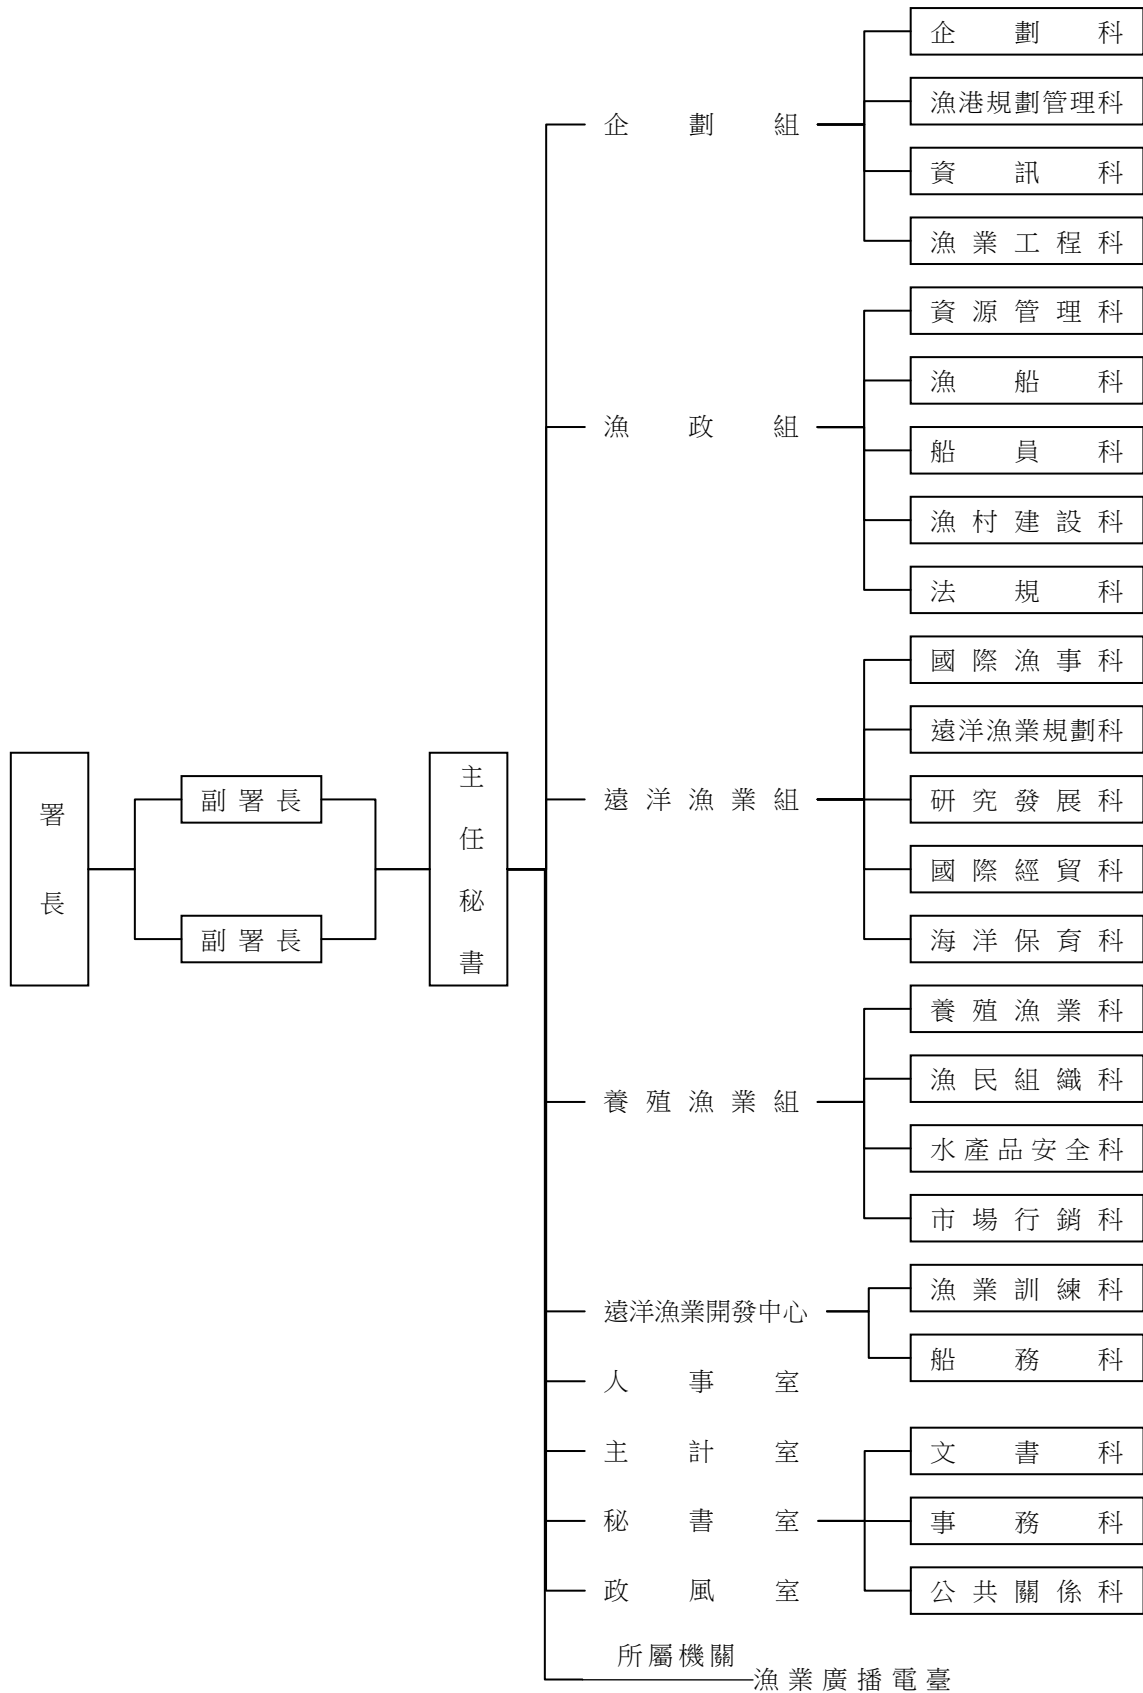 署長
副署長
副署長
主任秘書
企劃組
企劃科
漁港規劃管理科
資訊科
漁業工程科
漁政組
資源管理科
漁船科
船員科
漁村建設科
法規科
遠洋漁業組
國際漁事科
遠洋漁業規劃科
研究發展科
國際經貿科
海洋保育科
養殖漁業組
養殖漁業科
漁民組織科
水產品安全科
市場行銷科
遠洋漁業開發中心
漁業訓練科
船務科
人事室
主計室
秘書室
文書科
事務科
公共關係科
政風室
所屬機關
漁業廣播電臺